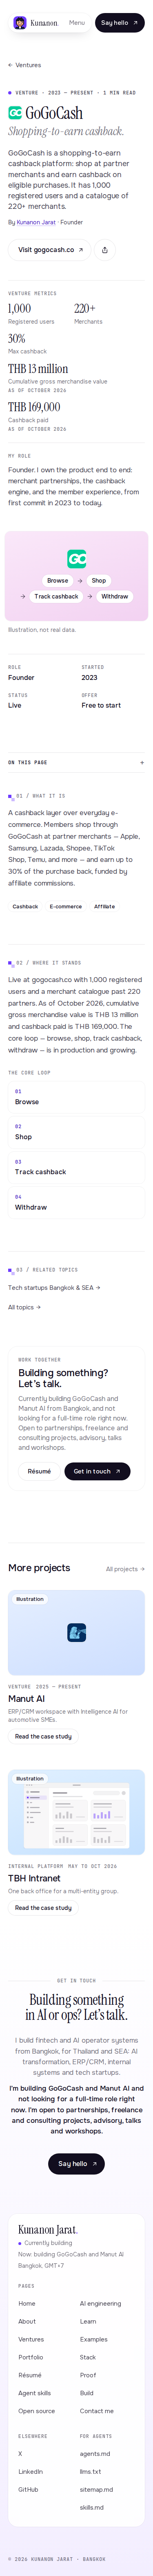 Kunanon.
Menu
Say hello ↗
← Ventures
VENTURE · 2023 — PRESENT · 1 MIN READ
GoGoCash
Shopping-to-earn cashback.
GoGoCash is a shopping-to-earn
cashback platform: shop at partner
merchants and earn cashback on
eligible purchases. It has 1,000
registered users and a catalogue of
220+ merchants.
By Kunanon Jarat · Founder
Visit gogocash.co ↗
VENTURE METRICS
1,000
Registered users
220+
Merchants
30%
Max cashback
THB 13 million
Cumulative gross merchandise value
AS OF OCTOBER 2026
THB 169,000
Cashback paid
AS OF OCTOBER 2026
MY ROLE
Founder. I own the product end to end:
merchant partnerships, the cashback
engine, and the member experience, from
first commit in 2023 to today.
Browse → Shop
→ Track cashback → Withdraw
Illustration, not real data.
ROLE
Founder
STARTED
2023
STATUS
Live
OFFER
Free to start
ON THIS PAGE +
01 / WHAT IT IS
A cashback layer over everyday e-
commerce. Members shop through
GoGoCash at partner merchants — Apple,
Samsung, Lazada, Shopee, TikTok
Shop, Temu, and more — and earn up to
30% of the purchase back, funded by
affiliate commissions.
Cashback E-commerce Affiliate
02 / WHERE IT STANDS
Live at gogocash.co with 1,000 registered
users and a merchant catalogue past 220
partners. As of October 2026, cumulative
gross merchandise value is THB 13 million
and cashback paid is THB 169,000. The
core loop — browse, shop, track cashback,
withdraw — is in production and growing.
THE CORE LOOP
01
Browse
02
Shop
03
Track cashback
04
Withdraw
03 / RELATED TOPICS
Tech startups Bangkok & SEA →
All topics →
WORK TOGETHER
Building something?
Let's talk.
Currently building GoGoCash and
Manut AI from Bangkok, and not
looking for a full-time role right now.
Open to partnerships, freelance and
consulting projects, advisory, talks
and workshops.
Résumé
Get in touch ↗
More projects
All projects →
Illustration
VENTURE 2025 — PRESENT
Manut AI
ERP/CRM workspace with Intelligence AI for
automotive SMEs.
Read the case study
Illustration
INTERNAL PLATFORM MAY TO OCT 2026
TBH Intranet
One back office for a multi-entity group.
Read the case study
GET IN TOUCH
Building something
in AI or ops? Let's talk.
I build fintech and AI operator systems
from Bangkok, for Thailand and SEA: AI
transformation, ERP/CRM, internal
systems and tech startups.
I'm building GoGoCash and Manut AI and
not looking for a full-time role right
now. I'm open to partnerships, freelance
and consulting projects, advisory, talks
and workshops.
Say hello ↗
Kunanon Jarat.
Currently building
Now: building GoGoCash and Manut AI
Bangkok, GMT+7
PAGES
Home
AI engineering
About
Learn
Ventures
Examples
Portfolio
Stack
Résumé
Proof
Agent skills
Build
Open source
Contact me
ELSEWHERE
FOR AGENTS
X
agents.md
LinkedIn
llms.txt
GitHub
sitemap.md
skills.md
© 2026 KUNANON JARAT · BANGKOK